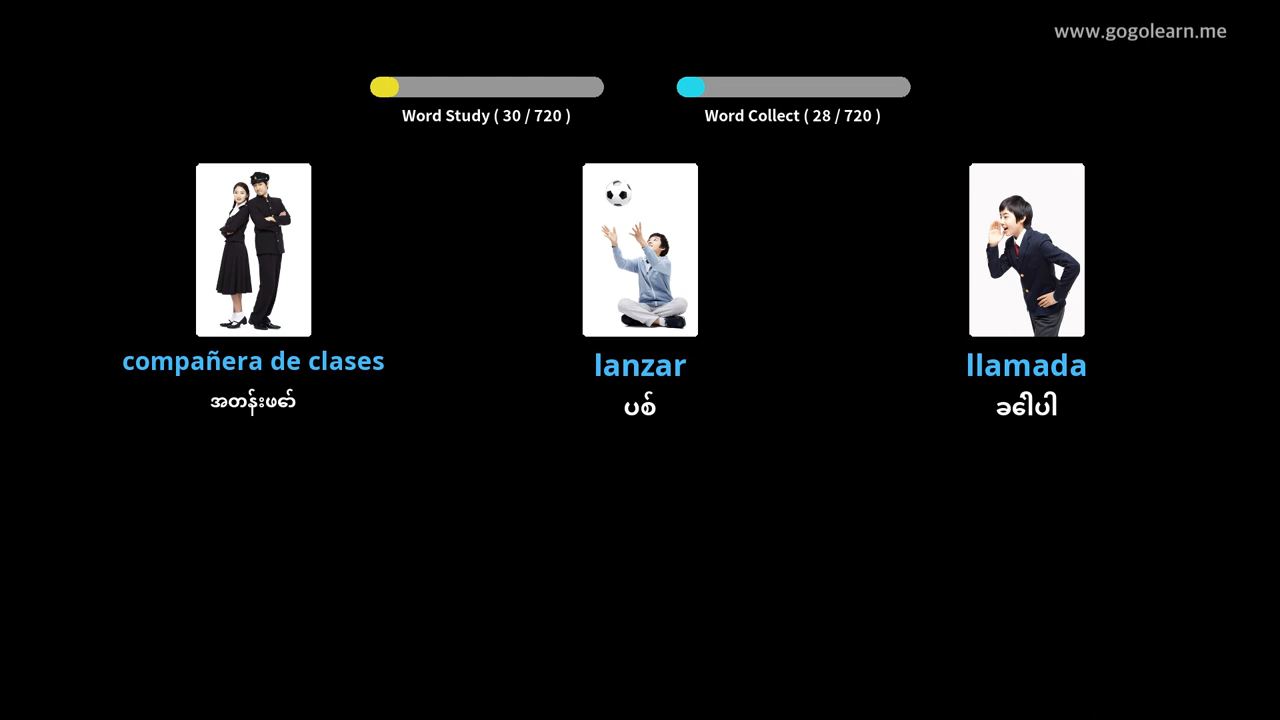 www.gogolearn.me
Word Study ( 30 / 720 )
Word Collect ( 28 / 720 )
compañera de clases
lanzar
llamada
အတန်းဖော်
ပစ်
ခေါ်ပါ